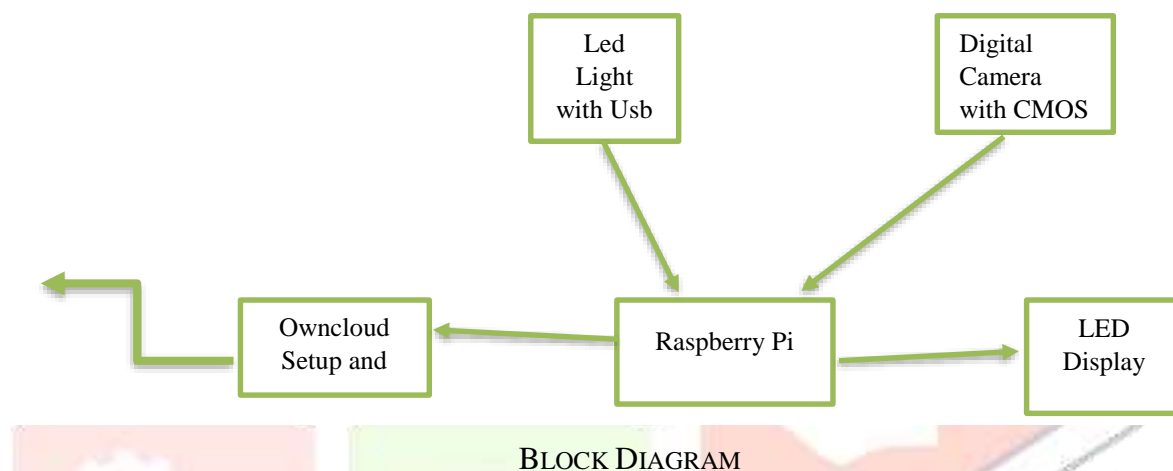 Led
Light
with Usb
Digital
Camera
with CMOS
Owncloud
Setup and
Raspberry Pi
LED
Display
BLOCK DIAGRAM